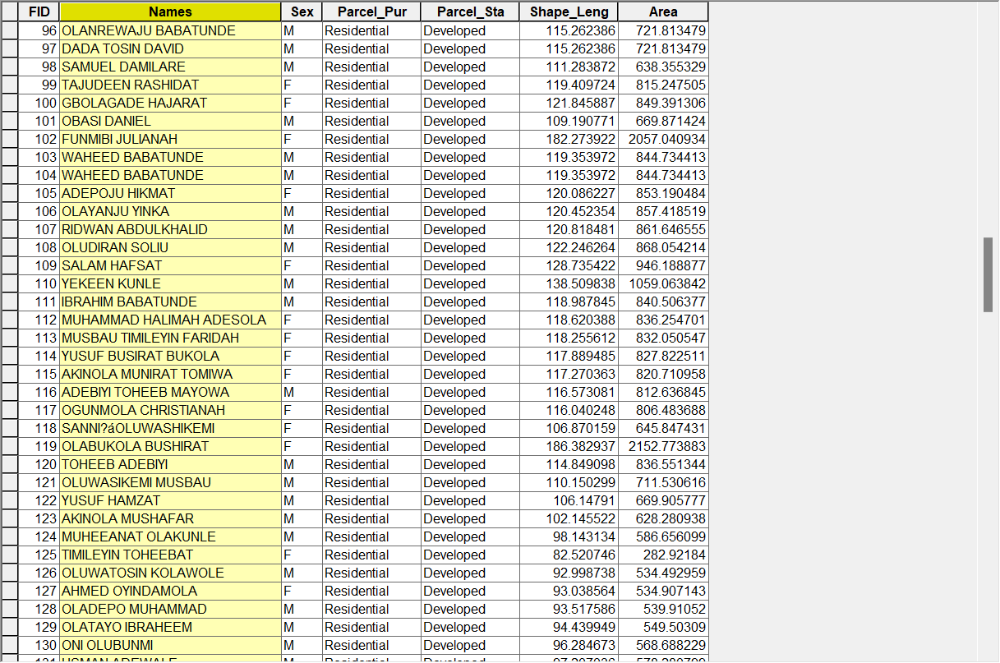 FID Names Sex Parcel_Pur Parcel_Sta Shape_Leng Area
96 OLANREWAJU BABATUNDE M Residential Developed 115.262386 721.813479
97 DADA TOSIN DAVID M Residential Developed 115.262386 721.813479
98 SAMUEL DAMILARE M Residential Developed 111.283872 638.355329
99 TAJUDEEN RASHIDAT F Residential Developed 119.409724 815.247505
100 GBOLAGADE HAJARAT F Residential Developed 121.845887 849.391306
101 OBASI DANIEL M Residential Developed 109.190771 669.871424
102 FUNMIBI JULIANAH F Residential Developed 182.273922 2057.040934
103 WAHEED BABATUNDE M Residential Developed 119.353972 844.734413
104 WAHEED BABATUNDE M Residential Developed 119.353972 844.734413
105 ADEPOJU HIKMAT F Residential Developed 120.086227 853.190484
106 OLAYANJU YINKA M Residential Developed 120.452354 857.418519
107 RIDWAN ABDULKHALID M Residential Developed 120.818481 861.646555
108 OLUDIRAN SOLIU M Residential Developed 122.246264 868.054214
109 SALAM HAFSAT F Residential Developed 128.735422 946.188877
110 YEKEEN KUNLE M Residential Developed 138.509838 1059.063842
111 IBRAHIM BABATUNDE M Residential Developed 118.987845 840.506377
112 MUHAMMAD HALIMAH ADESOLA F Residential Developed 118.620388 836.254701
113 MUSBAU TIMILEYIN FARIDAH F Residential Developed 118.255612 832.050547
114 YUSUF BUSIRAT BUKOLA F Residential Developed 117.889485 827.822511
115 AKINOLA MUNIRAT TOMIWA F Residential Developed 117.270363 820.710958
116 ADEBIYI TOHEEB MAYOWA M Residential Developed 116.573081 812.636845
117 OGUNMOLA CHRISTIANAH F Residential Developed 116.040248 806.483688
118 SANNI?áOLUWASHIKEMI F Residential Developed 106.870159 645.847431
119 OLABUKOLA BUSHIRAT F Residential Developed 186.382937 2152.773883
120 TOHEEB ADEBIYI M Residential Developed 114.849098 836.551344
121 OLUWASIKEMI MUSBAU M Residential Developed 110.150299 711.530616
122 YUSUF HAMZAT M Residential Developed 106.14791 669.905777
123 AKINOLA MUSHAFAR M Residential Developed 102.145522 628.280938
124 MUHEEANAT OLAKUNLE M Residential Developed 98.143134 586.656099
125 TIMILEYIN TOHEEBAT F Residential Developed 82.520746 282.92184
126 OLUWATOSIN KOLAWOLE M Residential Developed 92.998738 534.492959
127 AHMED OYINDAMOLA F Residential Developed 93.038564 534.907143
128 OLADEPO MUHAMMAD M Residential Developed 93.517586 539.91052
129 OLATAYO IBRAHEEM M Residential Developed 94.439949 549.50309
130 ONI OLUBUNMI M Residential Developed 96.284673 568.688229